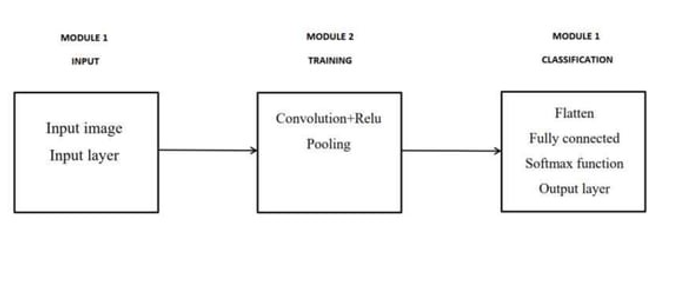 MODULE 1
INPUT
Input image
Input layer
MODULE 2
TRAINING
Convolution+Relu
Pooling
MODULE 1
CLASSIFICATION
Flatten
Fully connected
Softmax function
Output layer